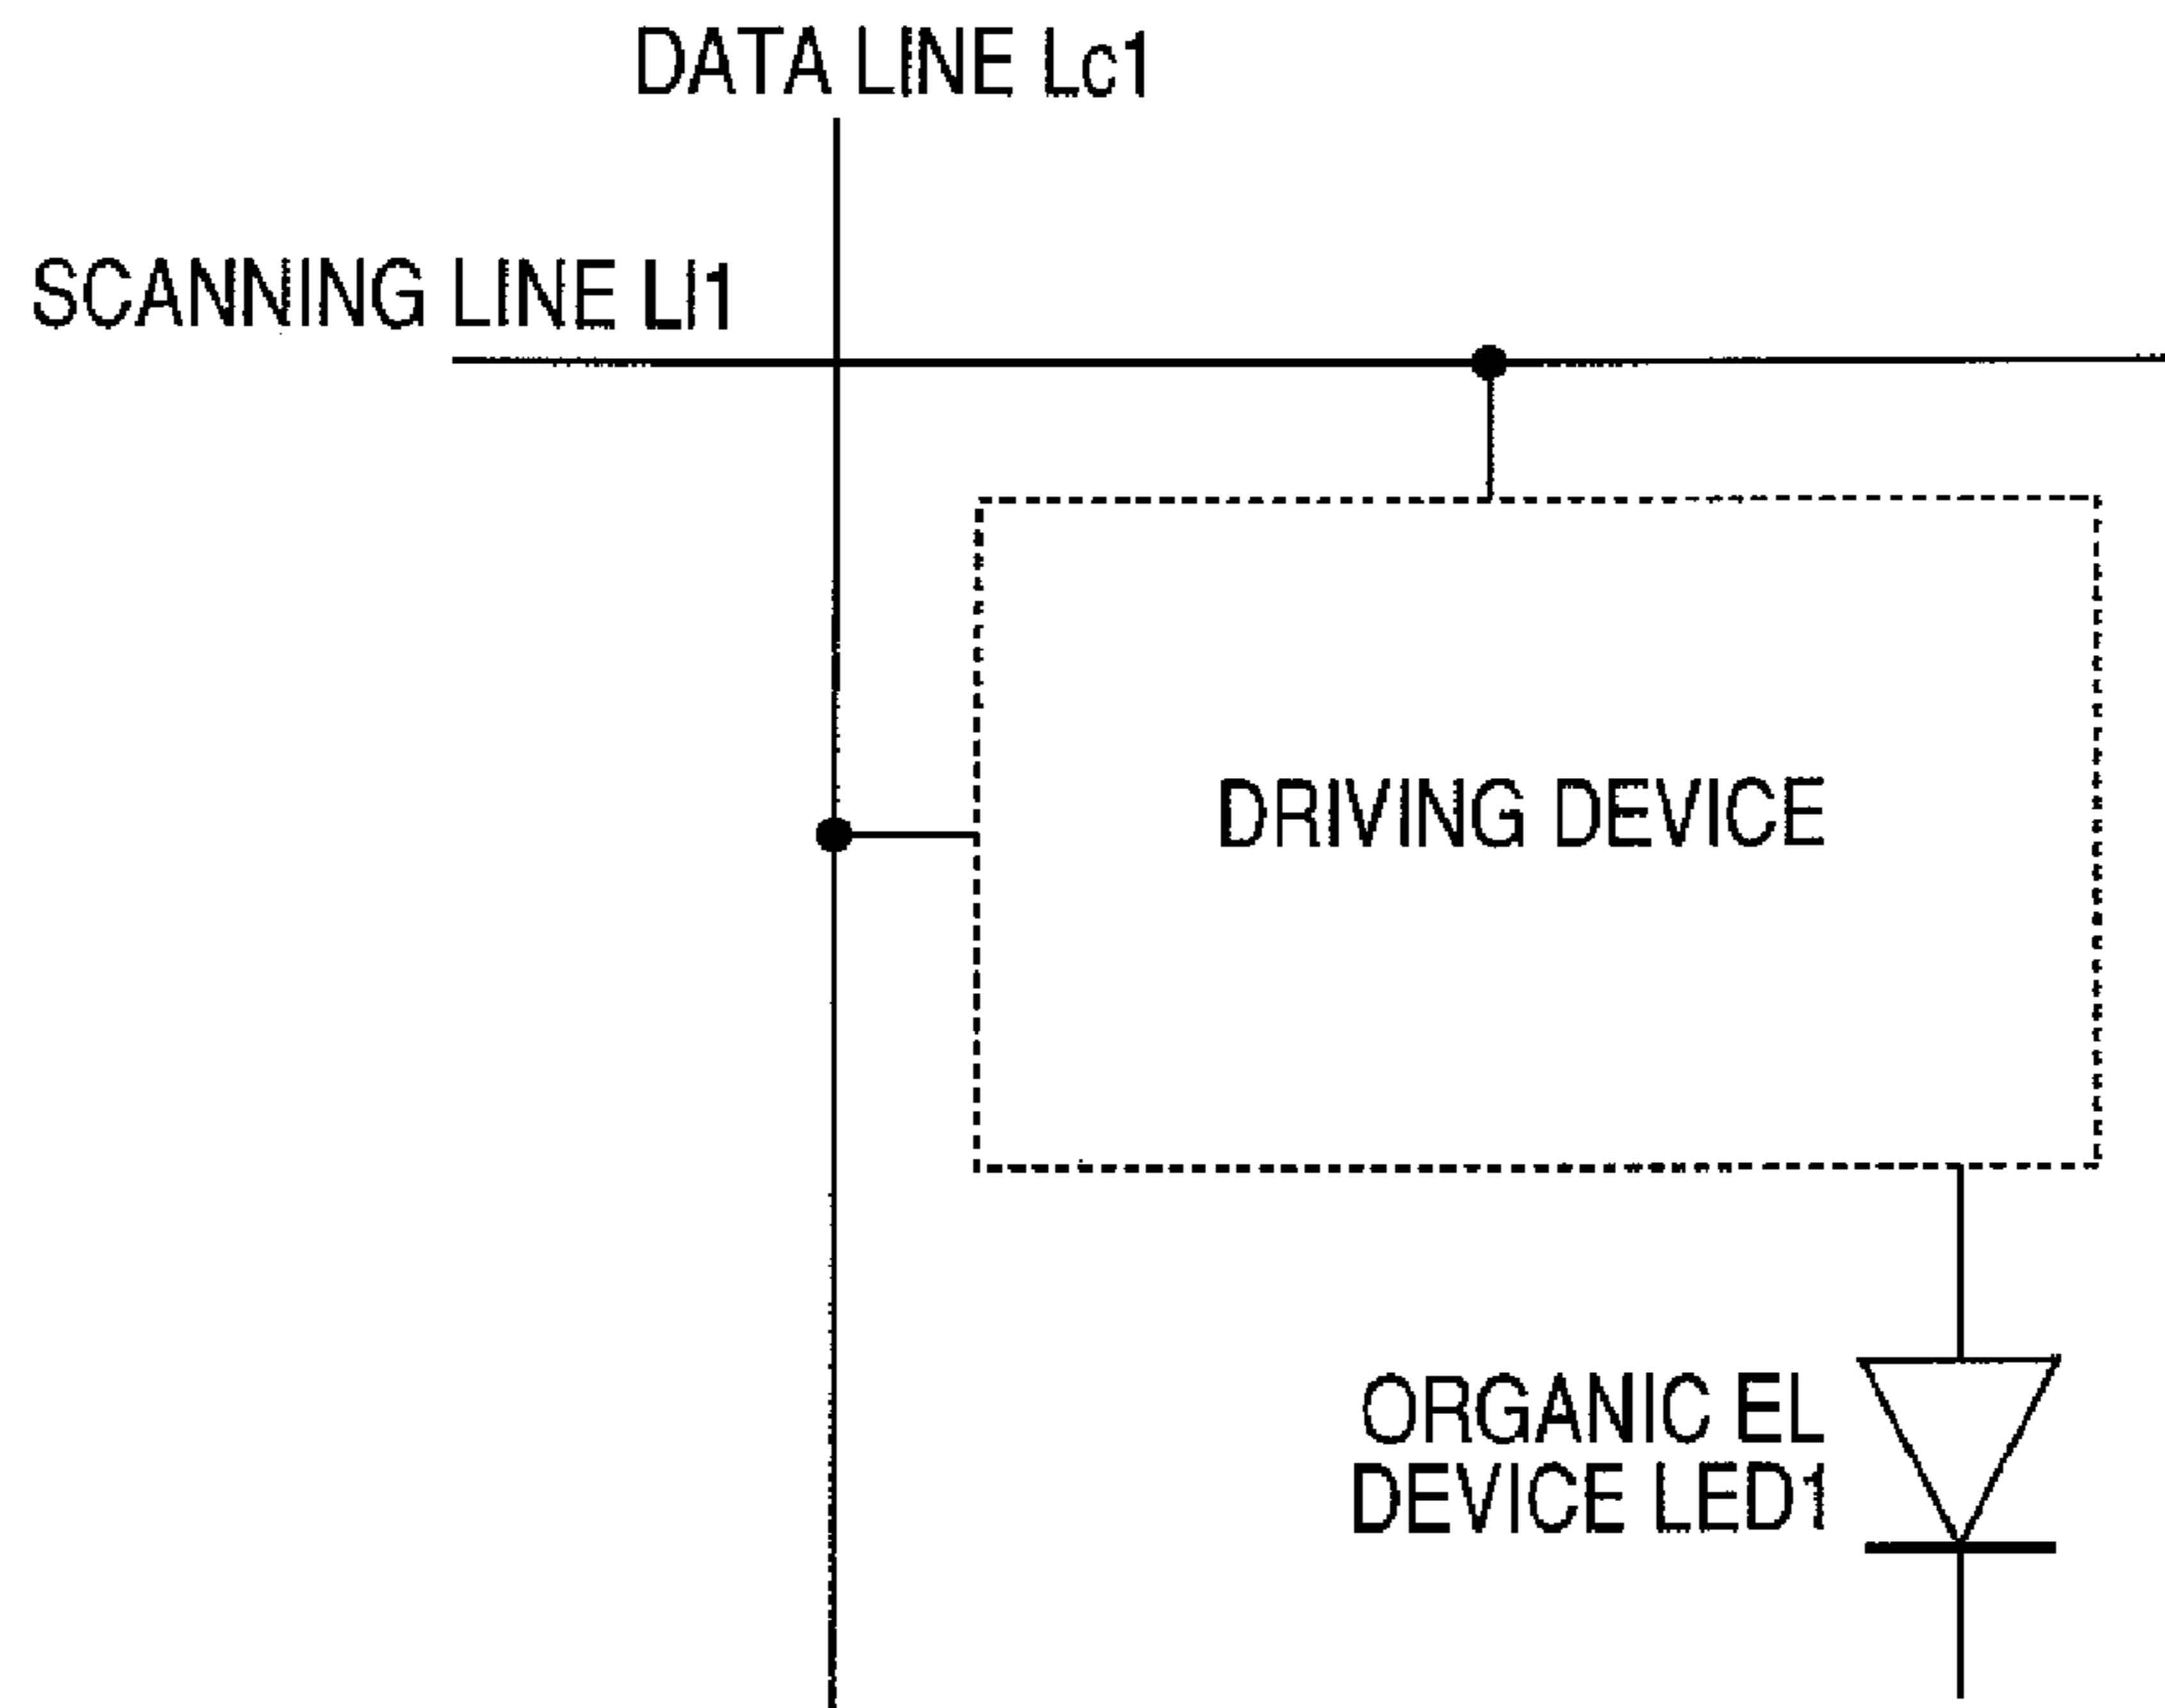 DATA LINE Lc1
SCANNING LINE Ll1
DRIVING DEVICE
ORGANIC EL
DEVICE LED1